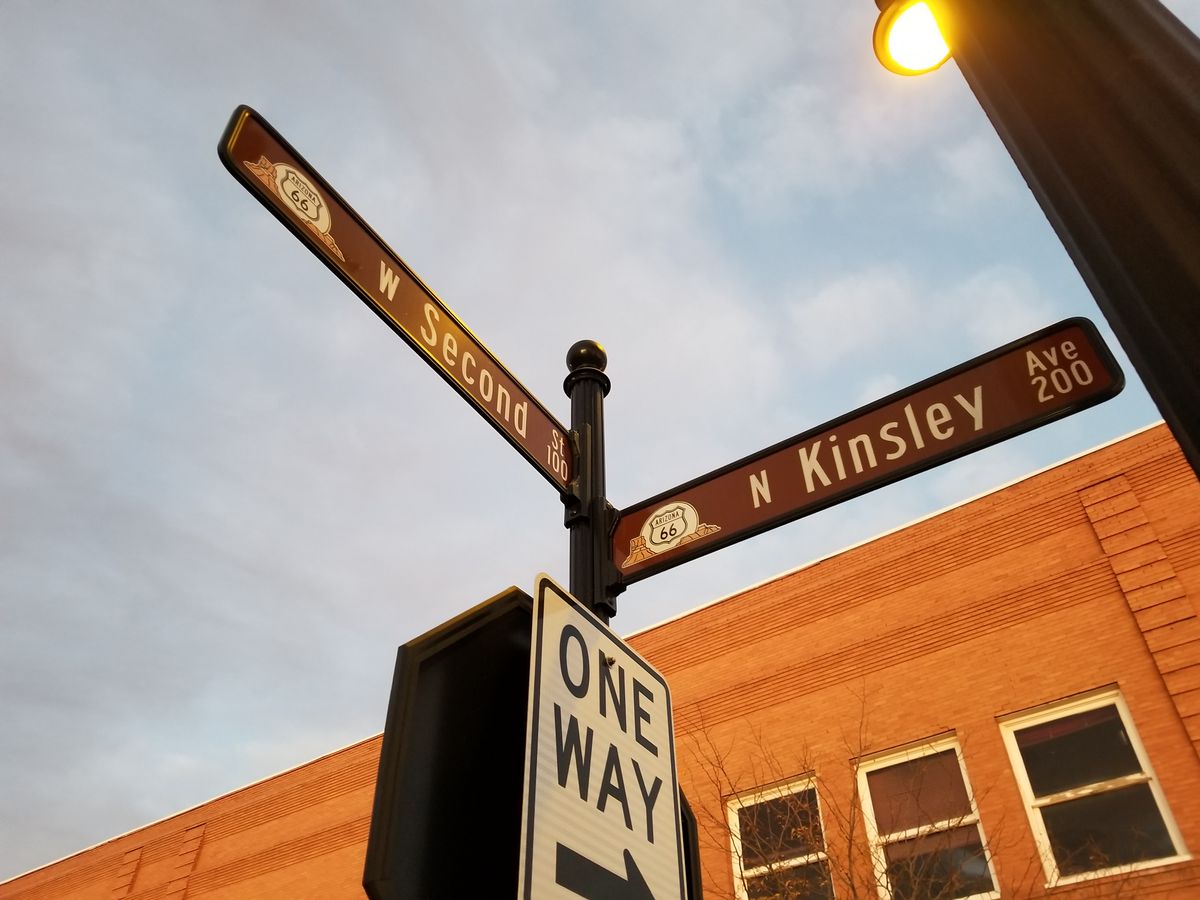 ARIZONA
66
W Second St
100
ARIZONA
66
N Kinsley Ave
200
ONE
WAY